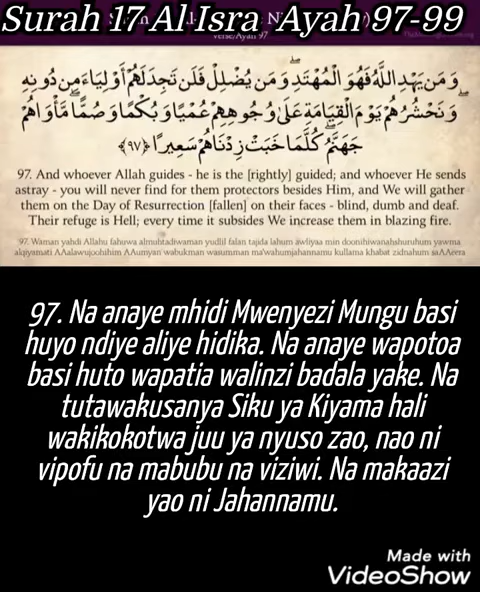 Surah 17 Al Isra Ayah 97-99
Verse/Ayah 97
وَمَن يَهْدِ اللَّهُ فَهُوَ الْمُهْتَدِ ۖ وَمَن يُضْلِلْ فَلَن تَجِدَ لَهُمْ أَوْلِيَاءَ مِن دُونِهِ
ۖ وَنَحْشُرُهُمْ يَوْمَ الْقِيَامَةِ عَلَىٰ وُجُوهِهِمْ عُمْيًا وَبُكْمًا وَصُمًّا ۖ مَّأْوَاهُمْ
جَهَنَّمُ ۖ كُلَّمَا خَبَتْ زِدْنَاهُمْ سَعِيرًا ﴿٩٧﴾
97. And whoever Allah guides - he is the [rightly] guided; and whoever He sends
astray - you will never find for them protectors besides Him, and We will gather
them on the Day of Resurrection [fallen] on their faces - blind, dumb and deaf.
Their refuge is Hell; every time it subsides We increase them in blazing fire.
97. Waman yahdi Allahu fahuwa almuhtadiwaman yudlil falan tajida lahum awliyaa min doonihiwanahshuruhum yawma
alqiyamati AAalawujoohihim AAumyan wabukman wasumman ma'wahumjahannamu kullama khabat zidnahum saAAeera
97. Na anaye mhidi Mwenyezi Mungu basi
huyo ndiye aliye hidika. Na anaye wapotoa
basi huto wapatia walinzi badala yake. Na
tutawakusanya Siku ya Kiyama hali
wakikokotwa juu ya nyuso zao, nao ni
vipofu na mabubu na viziwi. Na makaazi
yao ni Jahannamu.
Made with
VideoShow